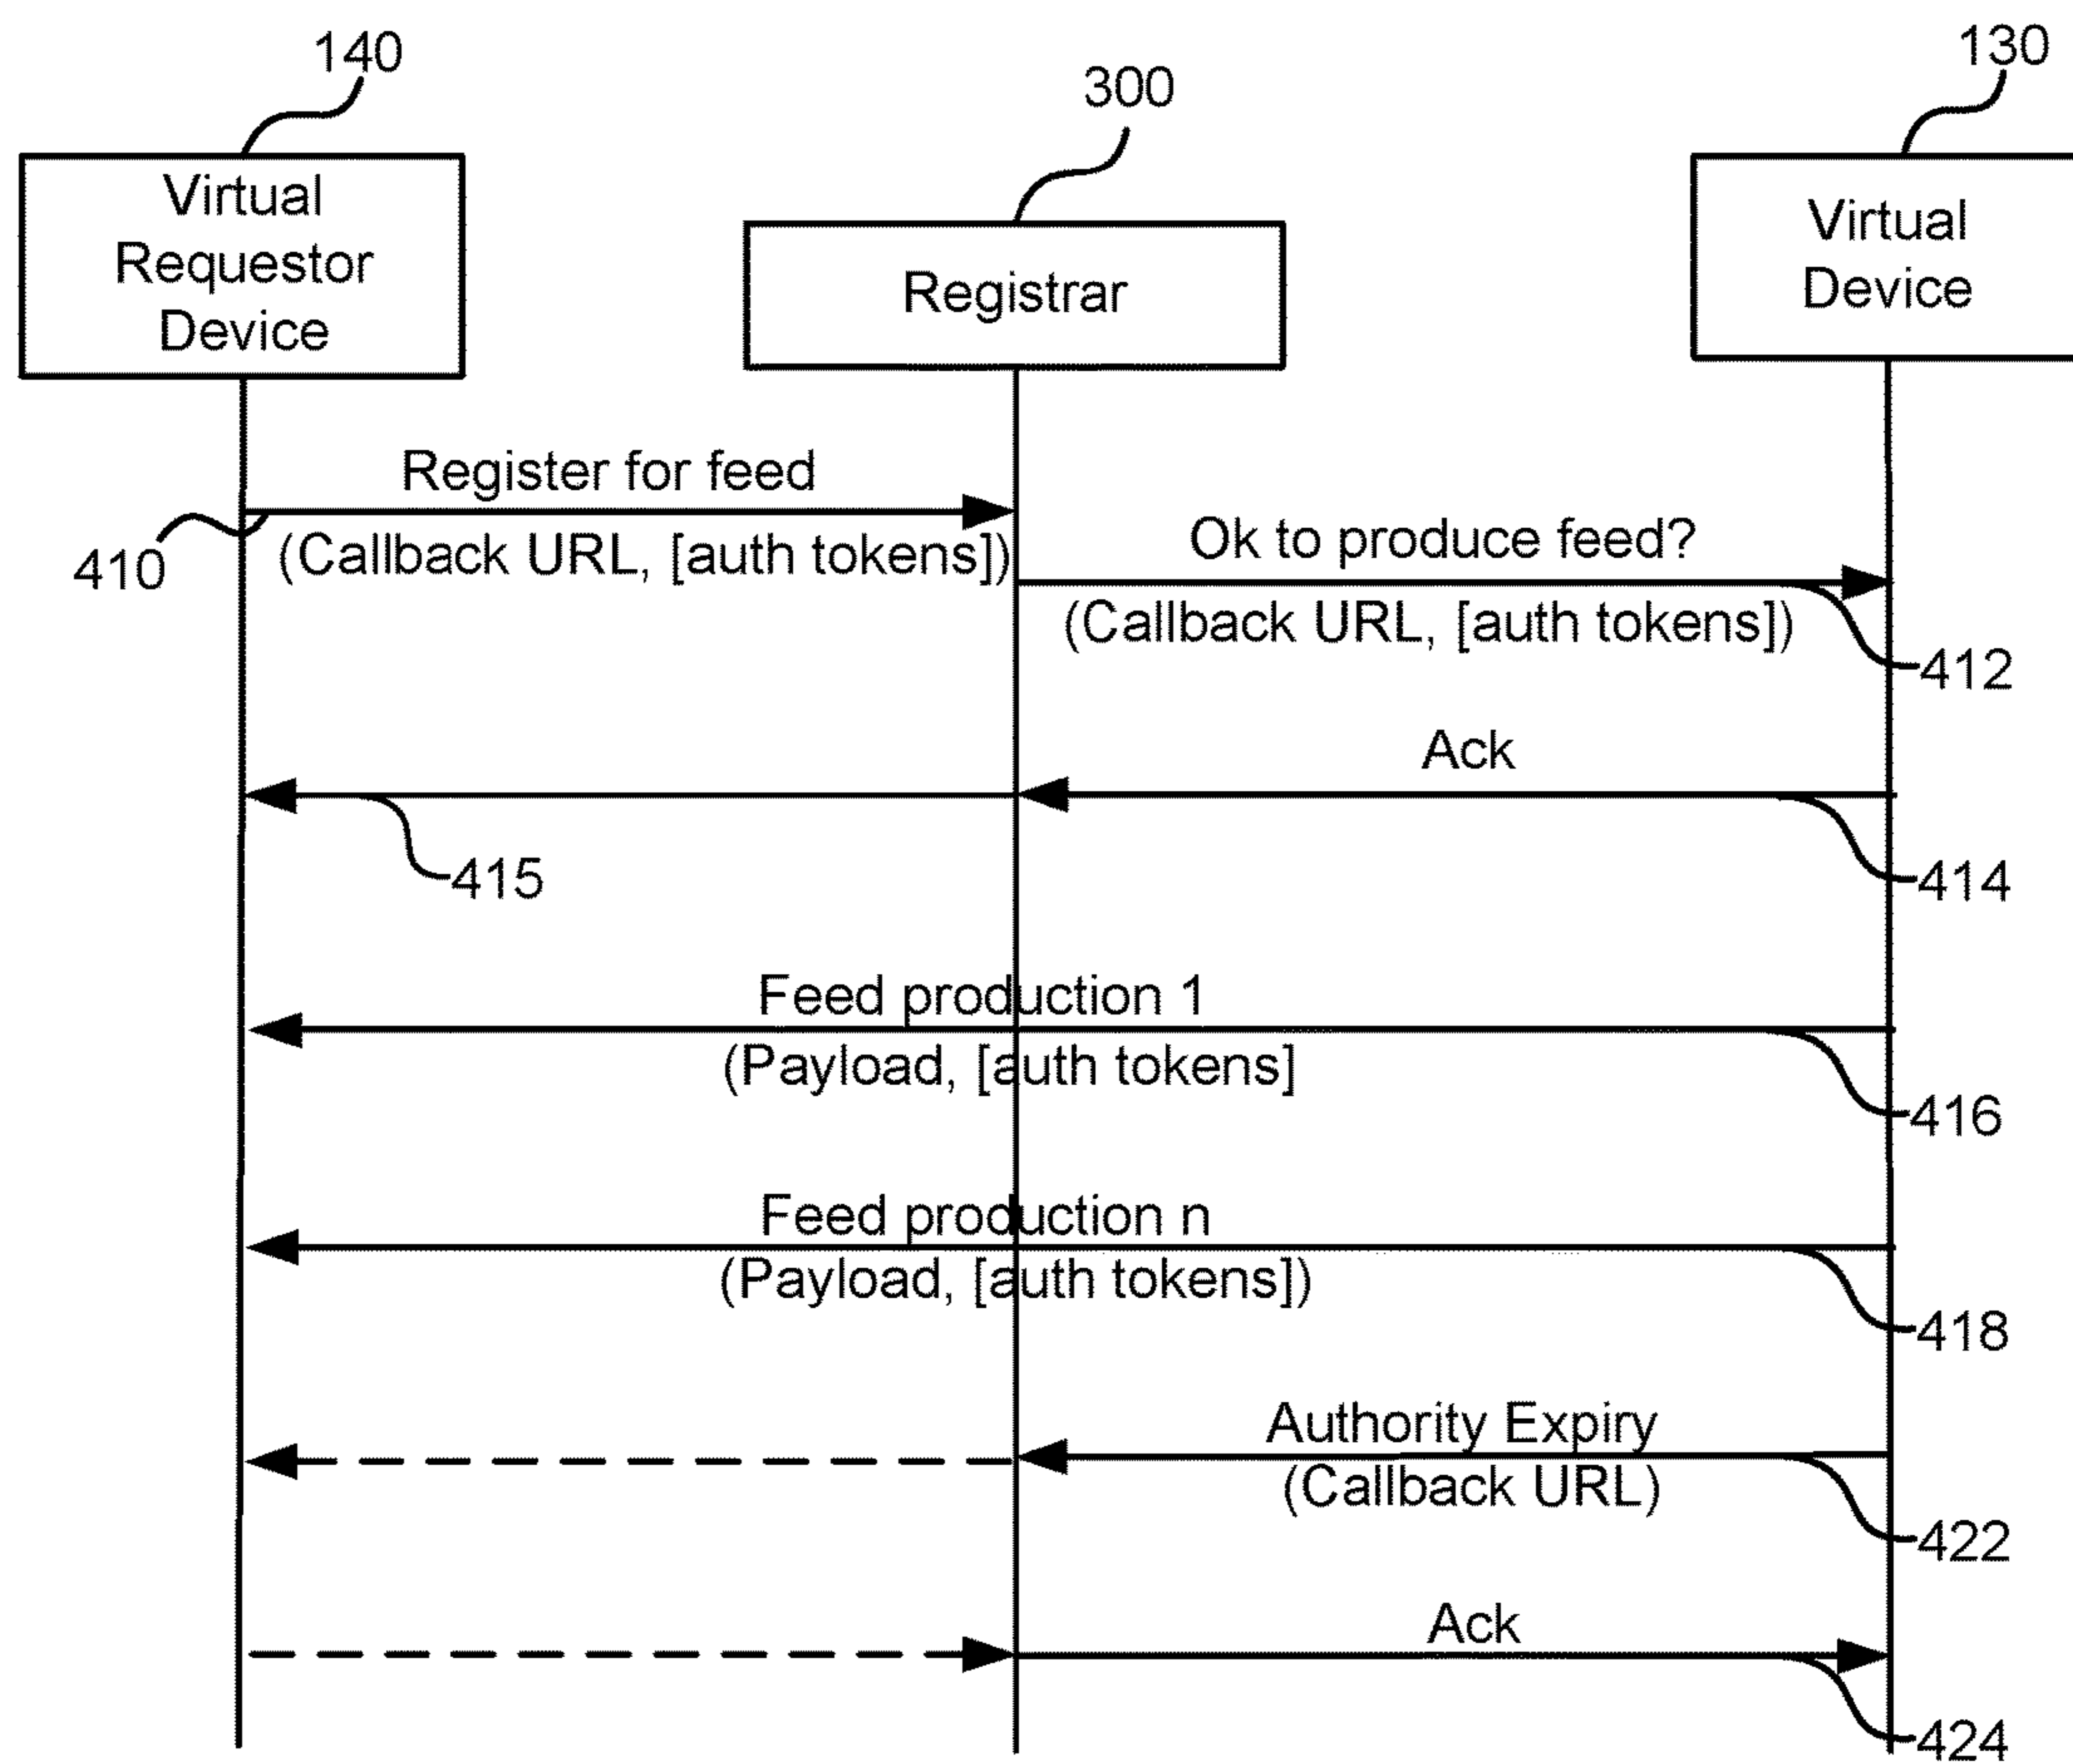 140
300
130
Virtual
Requestor
Device
Registrar
Virtual
Device
Register for feed
410
(Callback URL, [auth tokens])
Ok to produce feed?
(Callback URL, [auth tokens])
412
Ack
415
414
Feed production 1
(Payload, [auth tokens]
416
Feed production n
(Payload, [auth tokens])
418
Authority Expiry
(Callback URL)
422
Ack
424